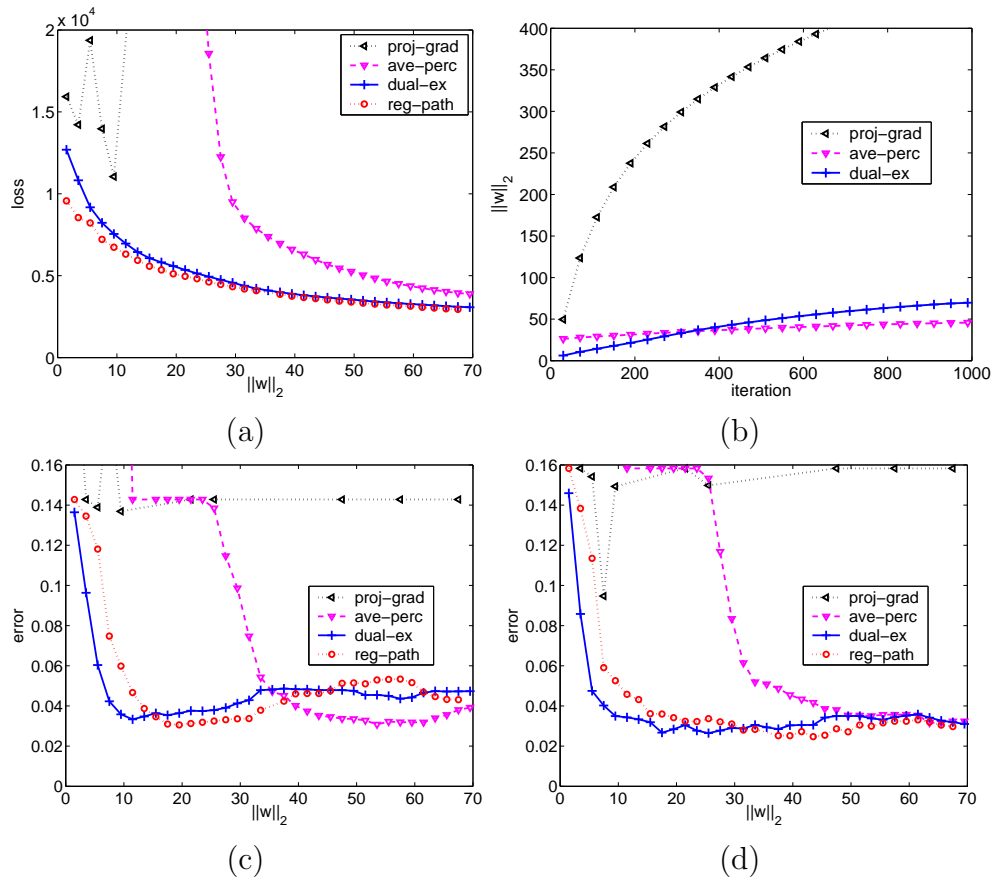 x 10^4
2
1.5
1
0.5
0
loss
0 10 20 30 40 50 60 70
||w||_2
proj−grad
ave−perc
dual−ex
reg−path
(a)
400
350
300
250
200
150
100
50
0
||w||_2
200 400 600 800 1000
iteration
proj−grad
ave−perc
dual−ex
(b)
0.16
0.14
0.12
0.1
0.08
0.06
0.04
0.02
0
error
0 10 20 30 40 50 60 70
||w||_2
proj−grad
ave−perc
dual−ex
reg−path
(c)
0.16
0.14
0.12
0.1
0.08
0.06
0.04
0.02
0
error
0 10 20 30 40 50 60 70
||w||_2
proj−grad
ave−perc
dual−ex
reg−path
(d)